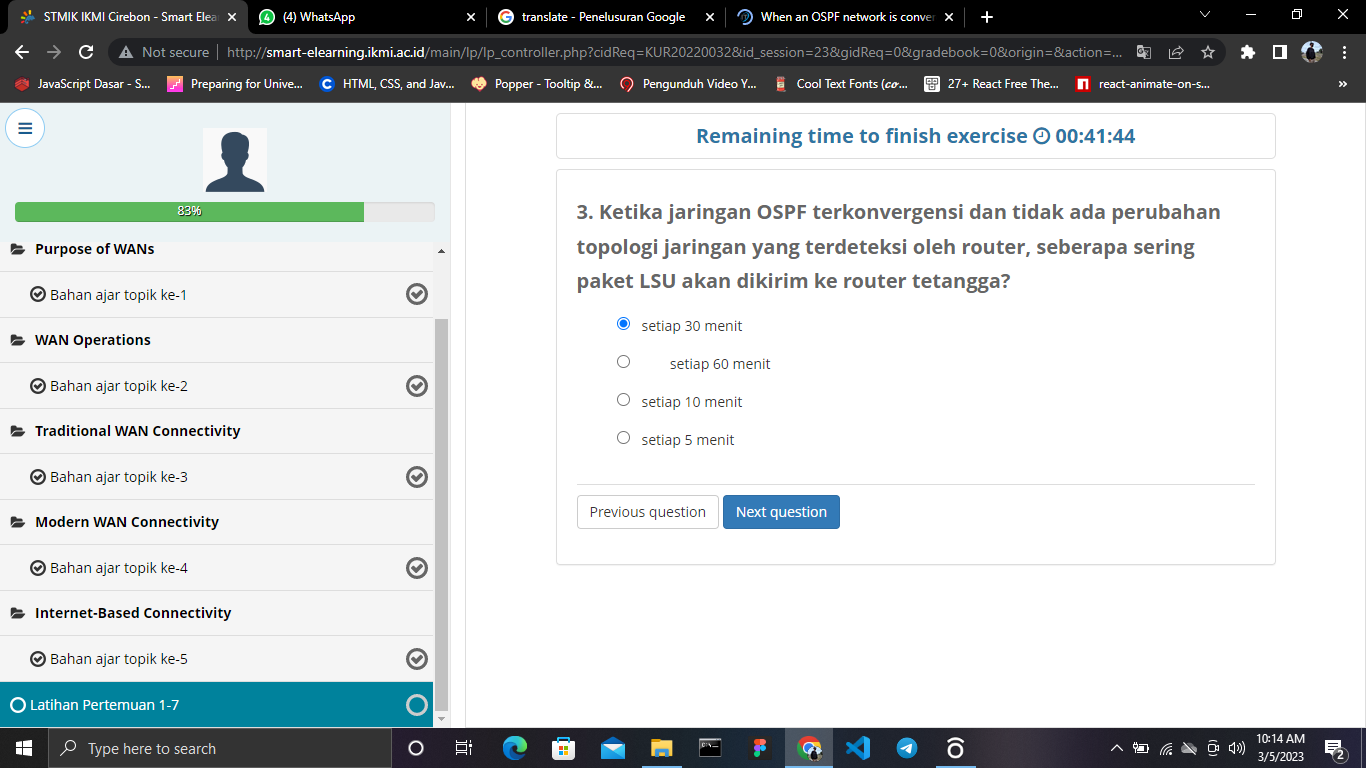 STMIK IKMI Cirebon - Smart Elea
(4) WhatsApp
translate - Penelusuran Google
When an OSPF network is conver
Not secure
http://smart-elearning.ikmi.ac.id/main/lp/lp_controller.php?cidReq=KUR20220032&id_session=23&gidReq=0&gradebook=0&origin=&action=...
JavaScript Dasar - S...
Preparing for Unive...
HTML, CSS, and Jav...
Popper - Tooltip &...
Pengunduh Video Y...
Cool Text Fonts (co...
27+ React Free The...
react-animate-on-s...
»
83%
Purpose of WANs
Bahan ajar topik ke-1
WAN Operations
Bahan ajar topik ke-2
Traditional WAN Connectivity
Bahan ajar topik ke-3
Modern WAN Connectivity
Bahan ajar topik ke-4
Internet-Based Connectivity
Bahan ajar topik ke-5
Latihan Pertemuan 1-7
Remaining time to finish exercise 00:41:44
3. Ketika jaringan OSPF terkonvergensi dan tidak ada perubahan
topologi jaringan yang terdeteksi oleh router, seberapa sering
paket LSU akan dikirim ke router tetangga?
setiap 30 menit
setiap 60 menit
setiap 10 menit
setiap 5 menit
Previous question
Next question
Type here to search
10:14 AM
3/5/2023
2